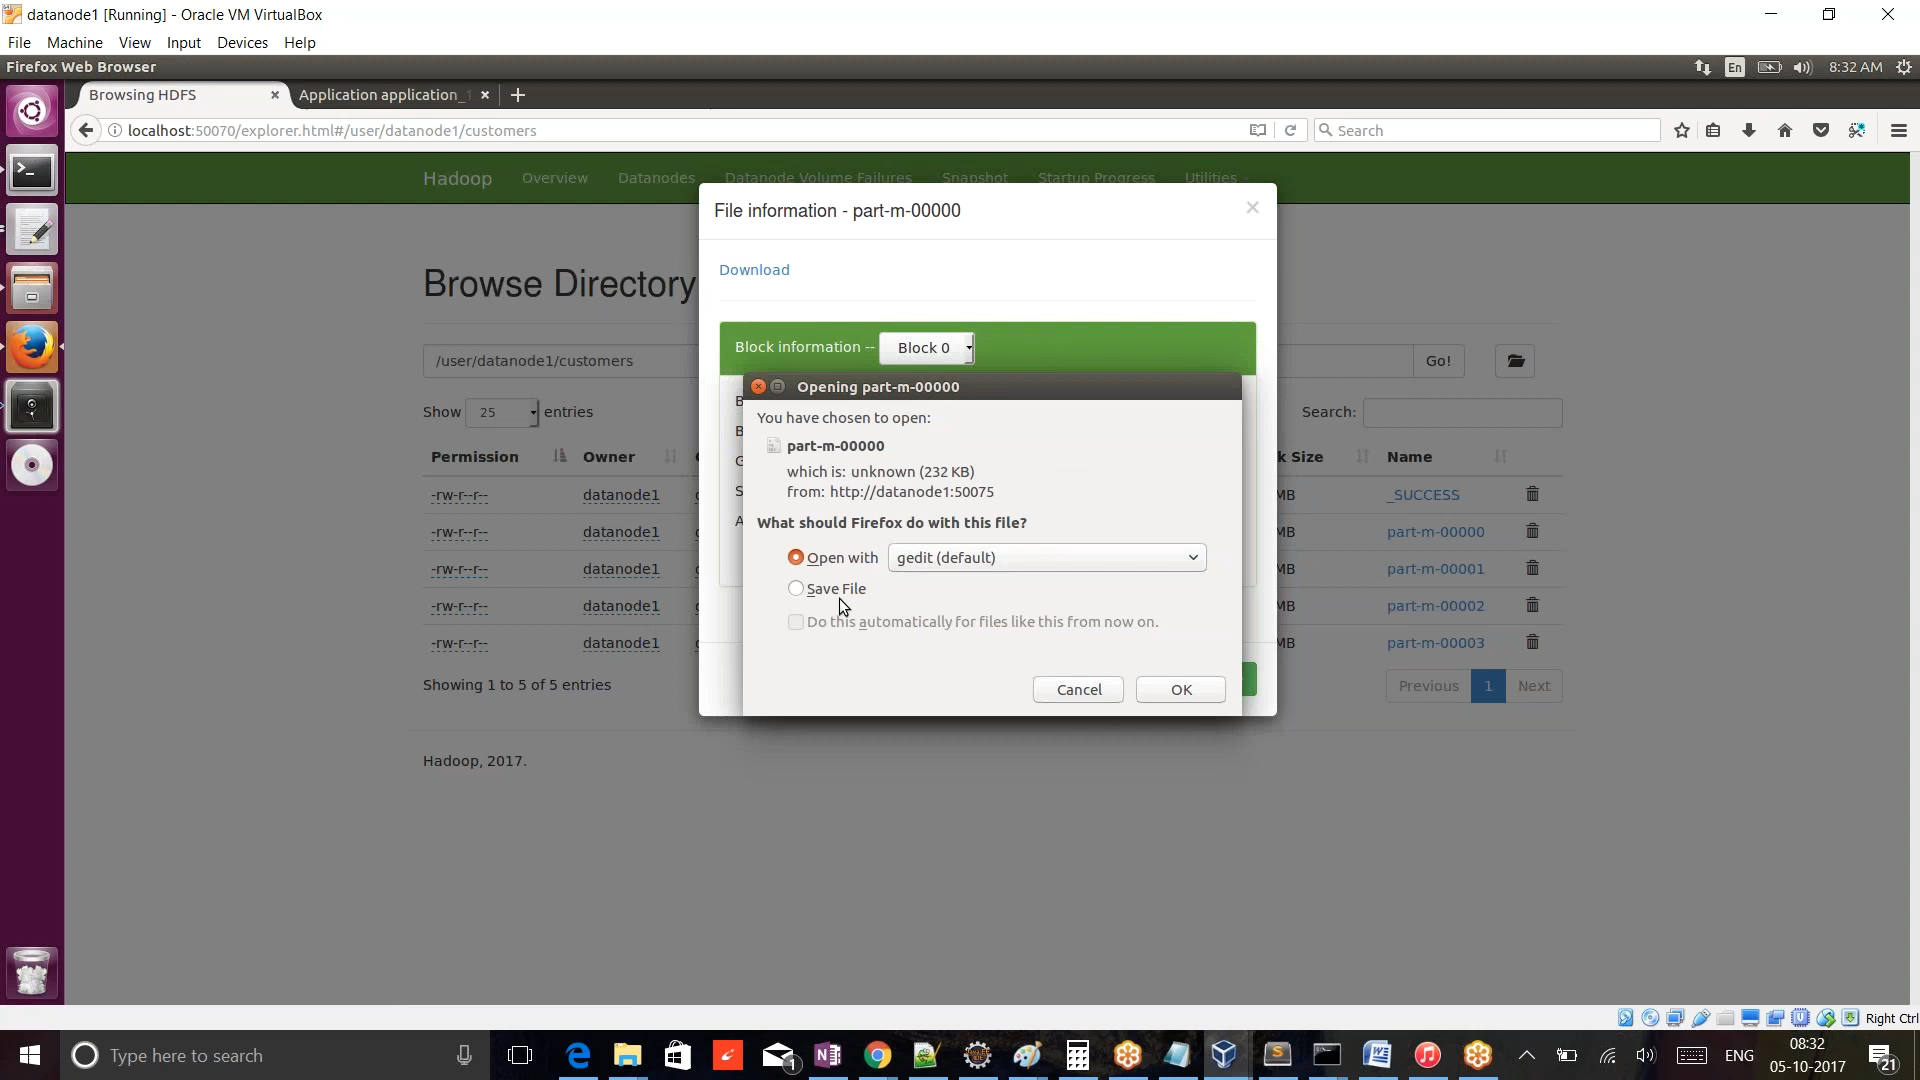 datanode1 [Running] - Oracle VM VirtualBox
File Machine View Input Devices Help
Firefox Web Browser
En 8:32 AM
Browsing HDFS
Application application_1
localhost:50070/explorer.html#/user/datanode1/customers
Search
Hadoop Overview Datanodes Datanode Volume Failures Snapshot Startup Progress Utilities
File information - part-m-00000
Download
Browse Directory
Block information -- Block 0
/user/datanode1/customers
Go!
Opening part-m-00000
Show 25 entries
Search:
You have chosen to open:
part-m-00000
which is: unknown (232 KB)
from: http://datanode1:50075
What should Firefox do with this file?
Open with gedit (default)
Save File
Do this automatically for files like this from now on.
Cancel OK
Permission Owner k Size Name
-rw-r--r-- datanode1 MB _SUCCESS
-rw-r--r-- datanode1 MB part-m-00000
-rw-r--r-- datanode1 MB part-m-00001
-rw-r--r-- datanode1 MB part-m-00002
-rw-r--r-- datanode1 MB part-m-00003
Showing 1 to 5 of 5 entries
Previous 1 Next
Hadoop, 2017.
Right Ctrl
Type here to search
1
ENG
08:32
05-10-2017
21